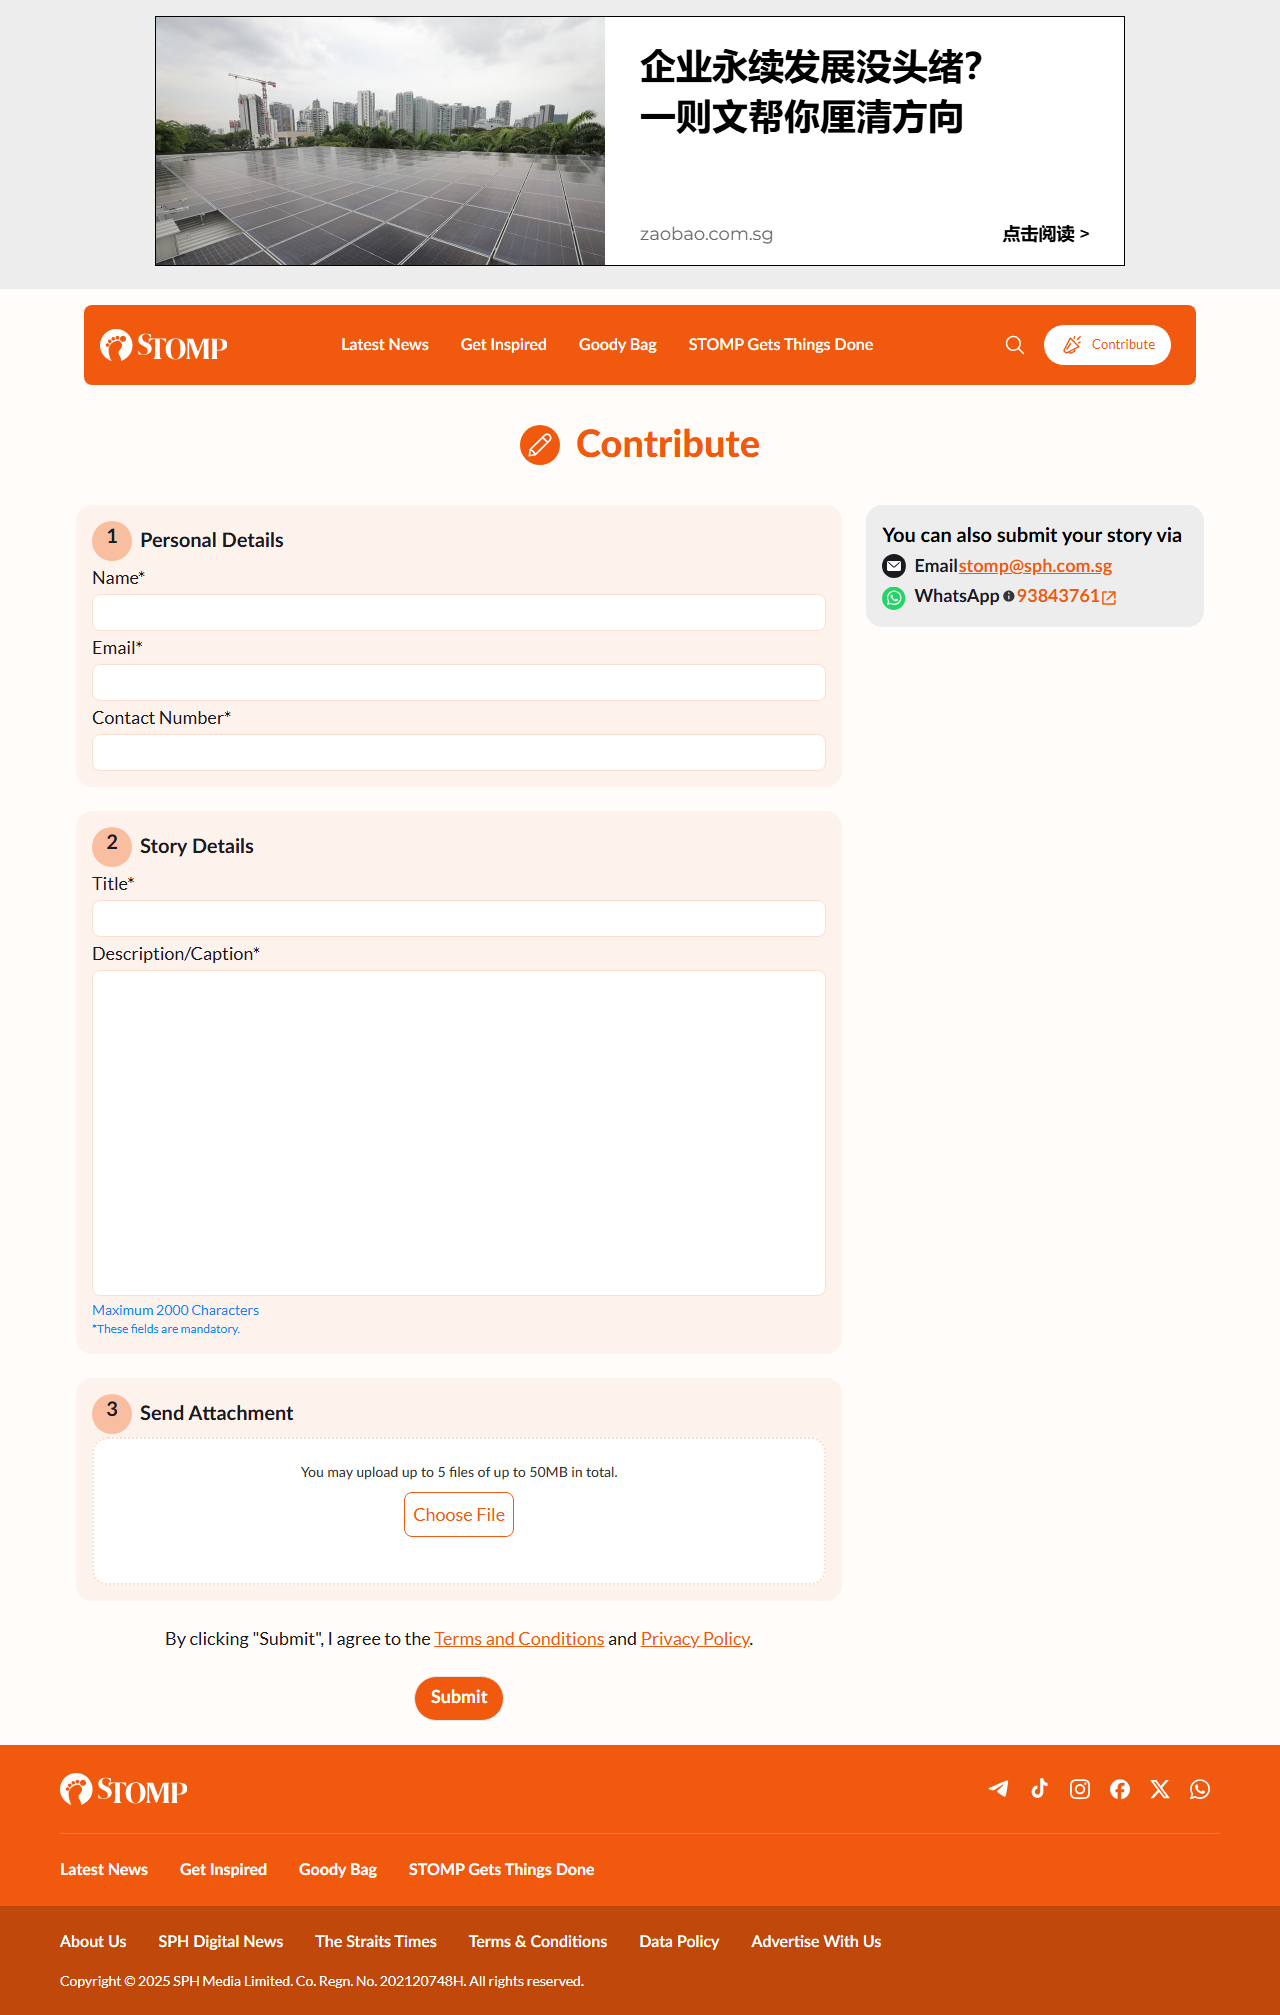 企业永续发展没头绪？
一则文帮你厘清方向
zaobao.com.sg
点击阅读 >
STOMP
Latest News
Get Inspired
Goody Bag
STOMP Gets Things Done
Contribute
Contribute
1 Personal Details
Name*
Email*
Contact Number*
You can also submit your story via
Email stomp@sph.com.sg
WhatsApp 93843761
2 Story Details
Title*
Description/Caption*
Maximum 2000 Characters
*These fields are mandatory.
3 Send Attachment
You may upload up to 5 files of up to 50MB in total.
Choose File
By clicking "Submit", I agree to the Terms and Conditions and Privacy Policy.
Submit
STOMP
Latest News
Get Inspired
Goody Bag
STOMP Gets Things Done
About Us
SPH Digital News
The Straits Times
Terms & Conditions
Data Policy
Advertise With Us
Copyright © 2025 SPH Media Limited. Co. Regn. No. 202120748H. All rights reserved.